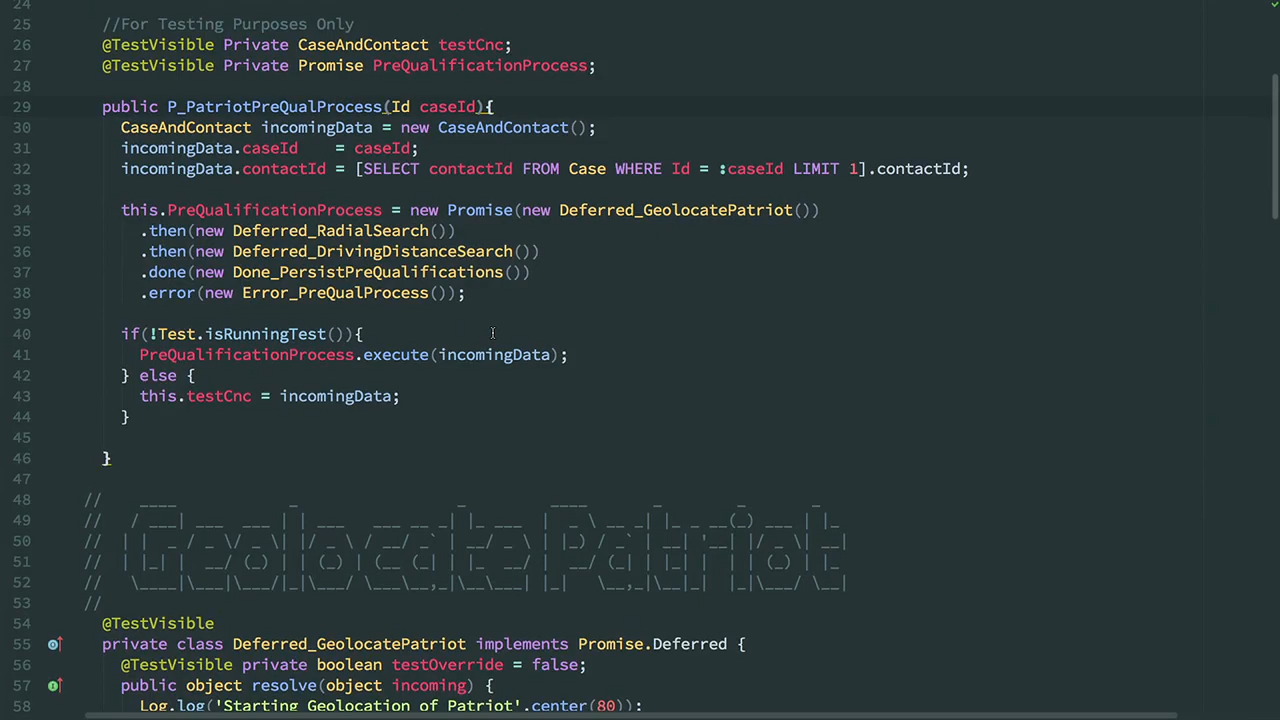 24
25 //For Testing Purposes Only
26 @TestVisible Private CaseAndContact testCnc;
27 @TestVisible Private Promise PreQualificationProcess;
28
29 public P_PatriotPreQualProcess(Id caseId){
30 CaseAndContact incomingData = new CaseAndContact();
31 incomingData.caseId    = caseId;
32 incomingData.contactId = [SELECT contactId FROM Case WHERE Id = :caseId LIMIT 1].contactId;
33
34 this.PreQualificationProcess = new Promise(new Deferred_GeolocatePatriot())
35 .then(new Deferred_RadialSearch())
36 .then(new Deferred_DrivingDistanceSearch())
37 .done(new Done_PersistPreQualifications())
38 .error(new Error_PreQualProcess());
39
40 if(!Test.isRunningTest()){
41 PreQualificationProcess.execute(incomingData);
42 } else {
43 this.testCnc = incomingData;
44 }
45
46 }
47
48 //
49 //
50 // Geolocate Patriot
51 //
52 //
53 //
54 @TestVisible
55 private class Deferred_GeolocatePatriot implements Promise.Deferred {
56 @TestVisible private boolean testOverride = false;
57 public object resolve(object incoming) {
58 Log.log('Starting Geolocation of Patriot'.center(80));